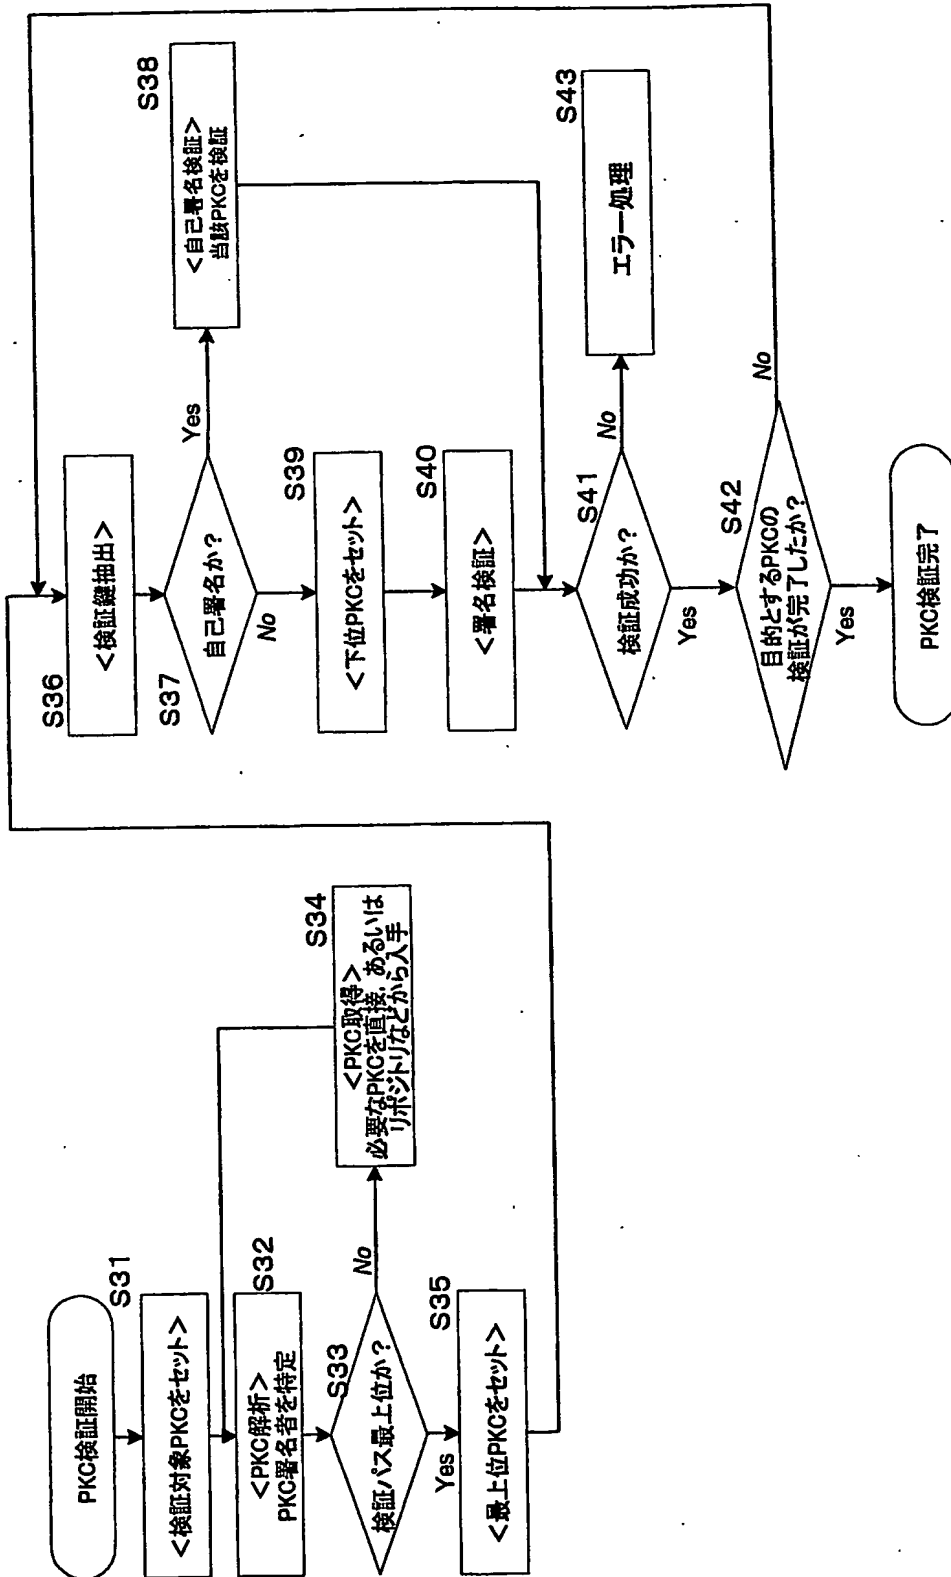 PKC検証開始
S31
<検証対象PKCをセット>
S32
<PKC解析>
PKC署名者を特定
S33
検証パス最上位か?
No
S34
<PKC取得>
必要なPKCを直接, あるいは
リポジトリなどから入手
Yes
S35
<最上位PKCをセット>
S36
<検証鍵抽出>
S37
自己署名か?
Yes
S38
<自己署名検証>
当該PKCを検証
No
S39
<下位PKCをセット>
S40
<署名検証>
S41
検証成功か?
No
S43
エラー処理
Yes
S42
目的とするPKCの
検証が完了したか?
No
Yes
PKC検証完了